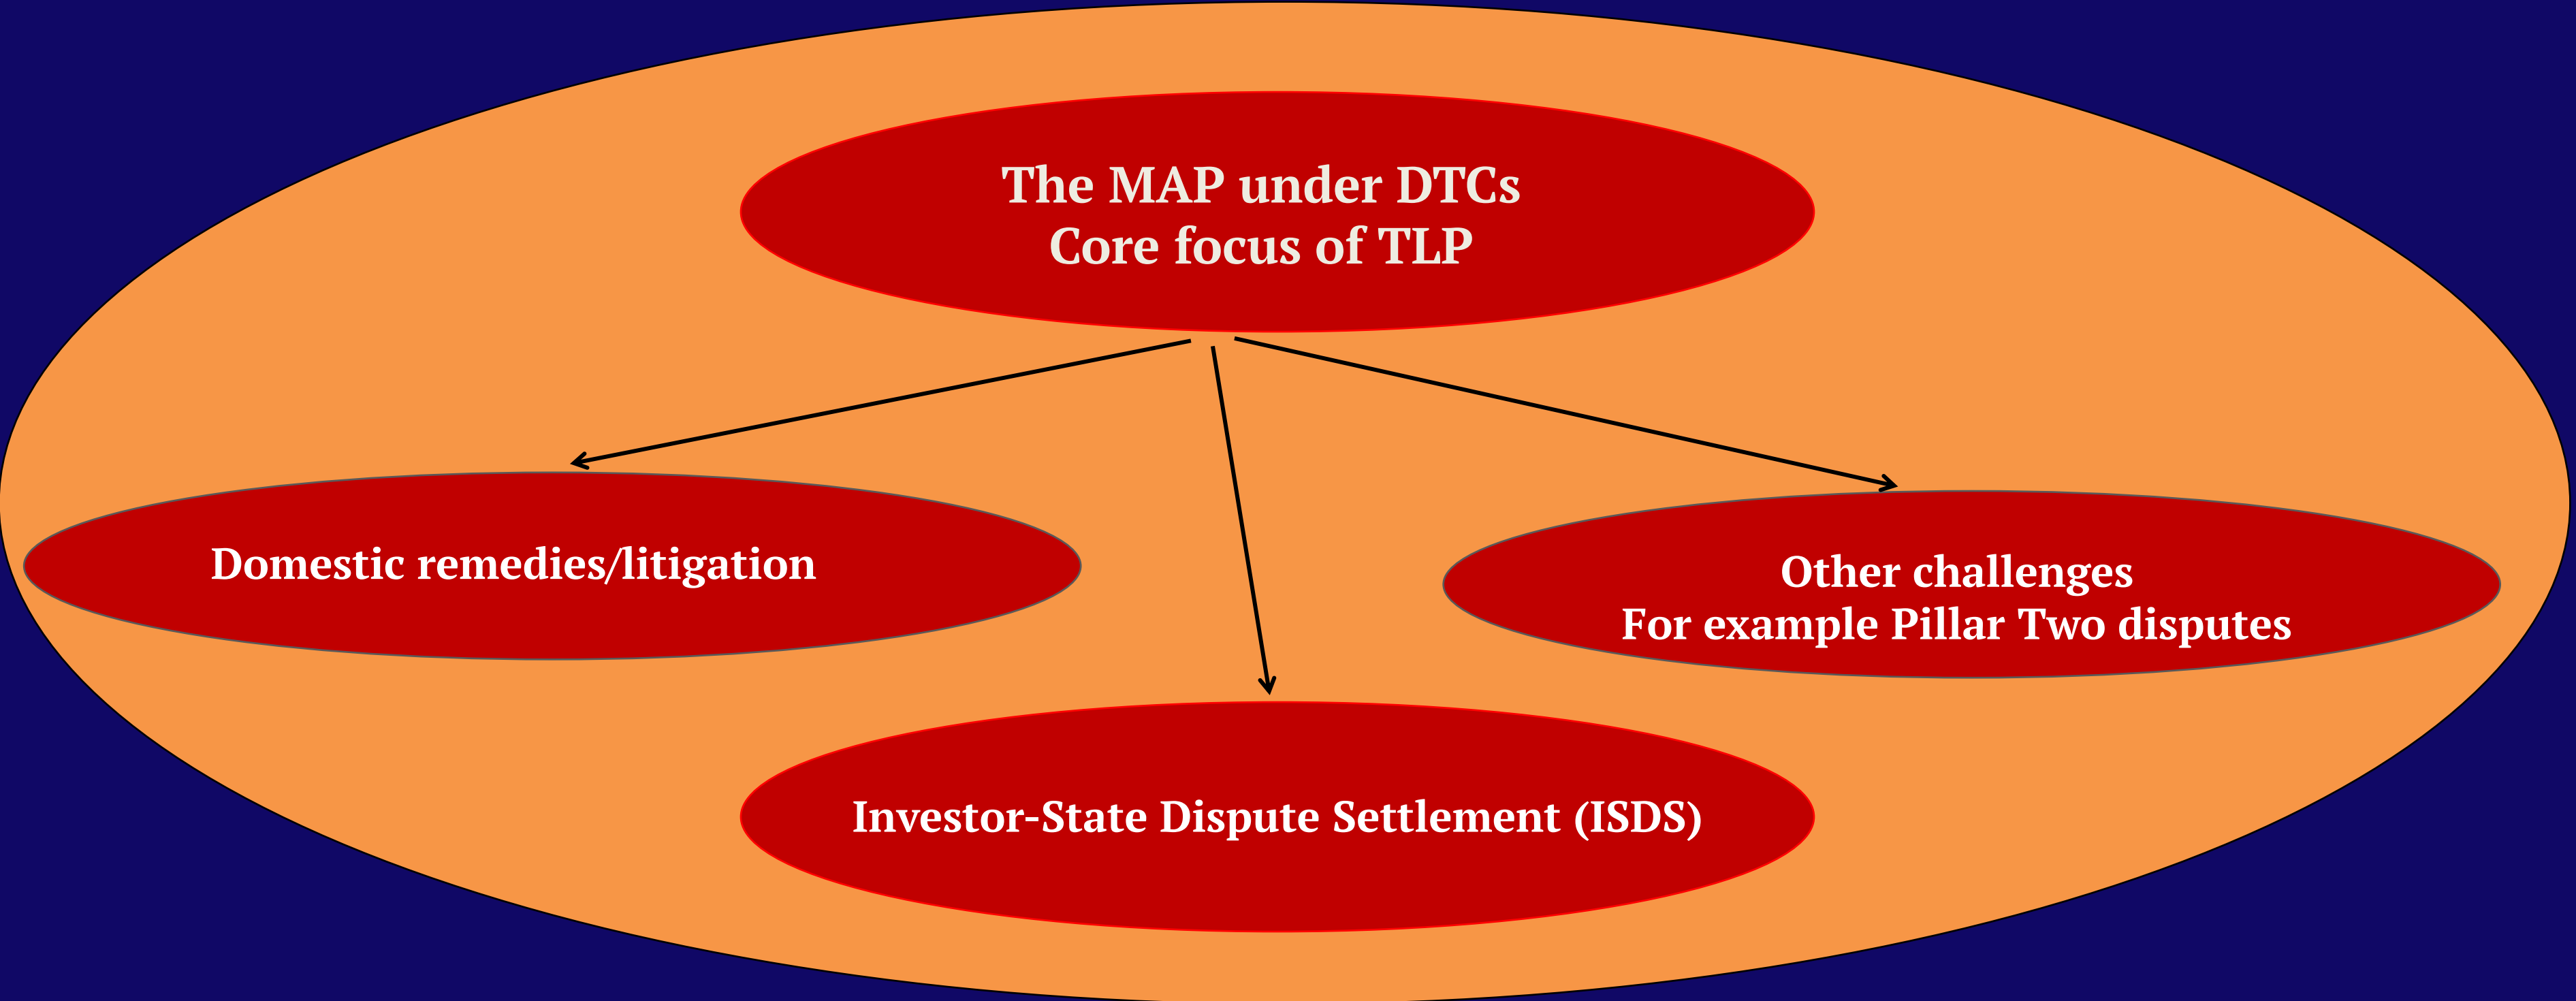 The MAP under DTCs
Core focus of TLP
Domestic remedies/litigation
Other challenges
For example Pillar Two disputes
Investor-State Dispute Settlement (ISDS)